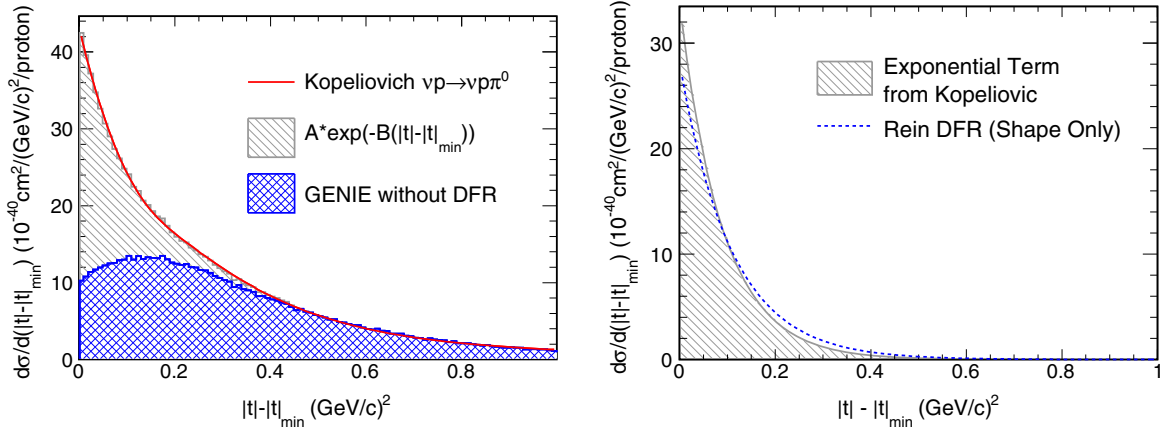 dσ/d(|t|-|t|min) (10-40cm2/(GeV/c)2/proton)
40
30
20
10
0
Kopeliovich νp→νpπ0
A*exp(-B(|t|-|t|min))
GENIE without DFR
0 0.2 0.4 0.6 0.8
|t|-|t|min (GeV/c)2
dσ/d(|t|-|t|min) (10-40cm2/(GeV/c)2/proton)
30
20
10
0
Exponential Term
from Kopeliovic
Rein DFR (Shape Only)
0 0.2 0.4 0.6 0.8 1
|t| - |t|min (GeV/c)2